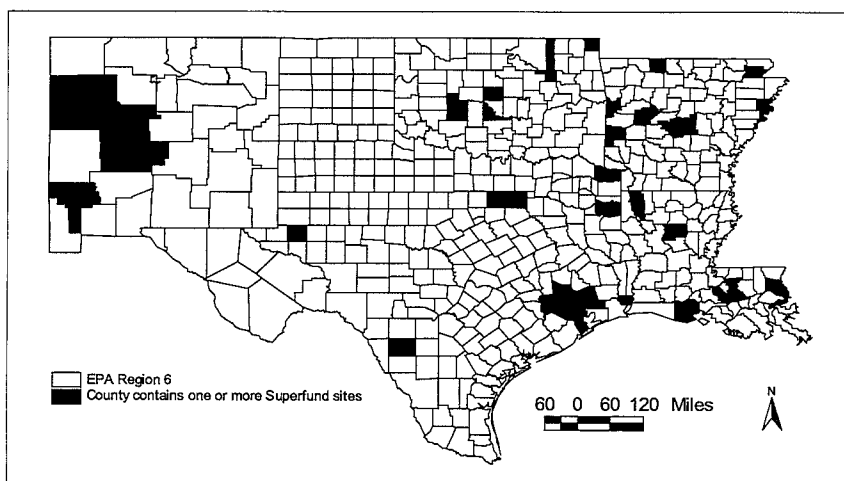 EPA Region 6
County contains one or more Superfund sites
60 0 60 120 Miles
N